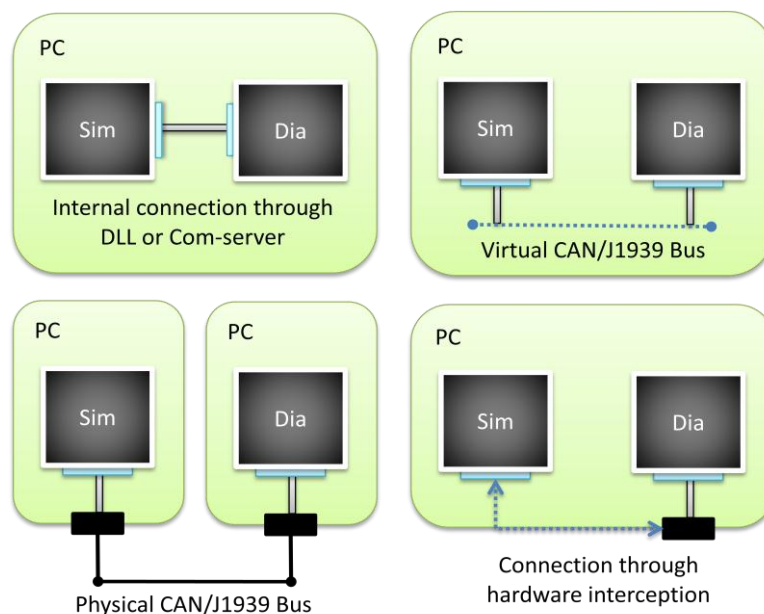 PC
Sim
Dia
Internal connection through
DLL or Com-server
PC
Sim
Dia
Virtual CAN/J1939 Bus
PC
Sim
PC
Dia
Physical CAN/J1939 Bus
PC
Sim
Dia
Connection through
hardware interception